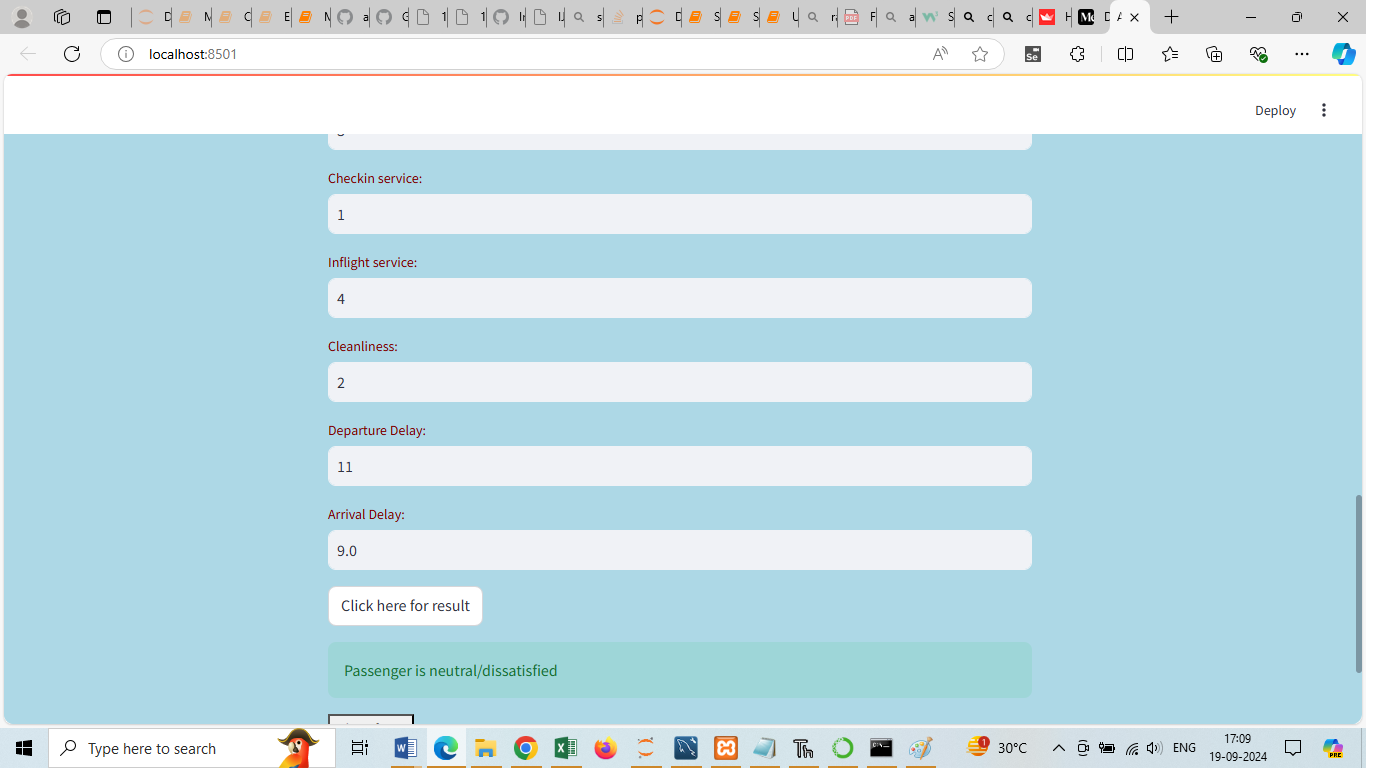 localhost:8501
Deploy
Checkin service:
1
Inflight service:
4
Cleanliness:
2
Departure Delay:
11
Arrival Delay:
9.0
Click here for result
Passenger is neutral/dissatisfied
Type here to search
30°C
ENG
17:09
19-09-2024